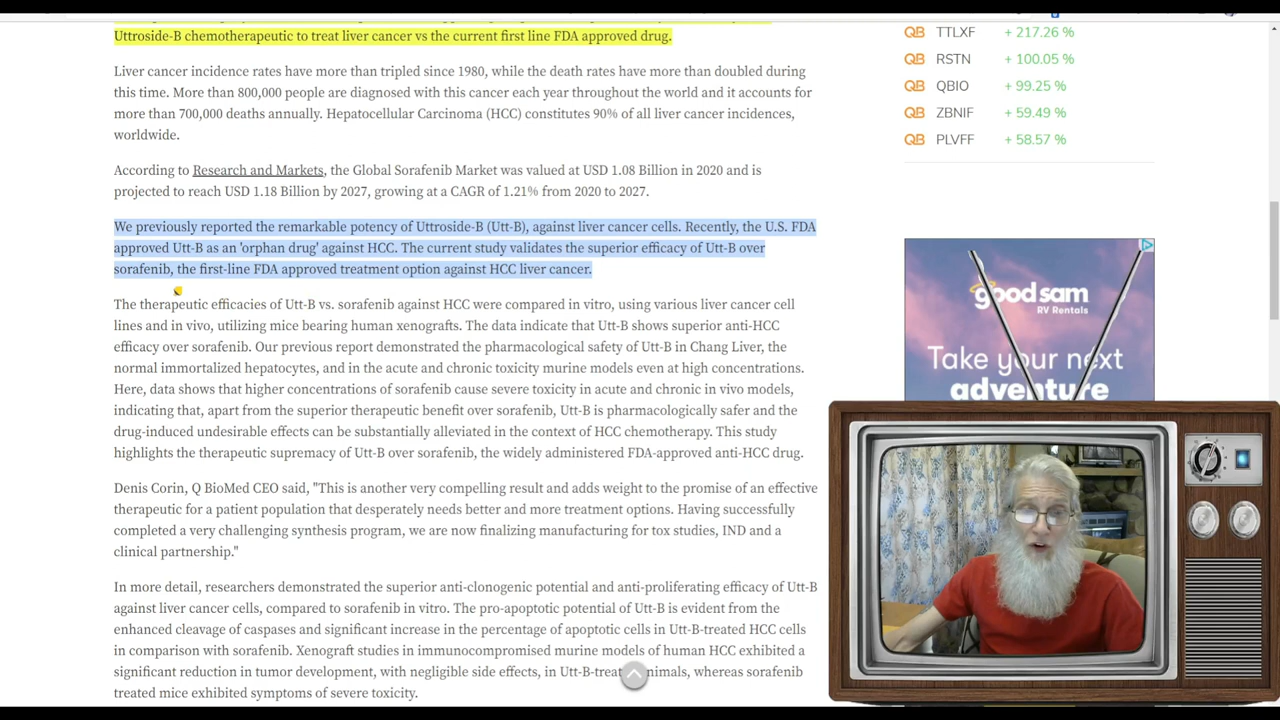 Uttroside-B chemotherapeutic to treat liver cancer vs the current first line FDA approved drug.
Liver cancer incidence rates have more than tripled since 1980, while the death rates have more than doubled during
this time. More than 800,000 people are diagnosed with this cancer each year throughout the world and it accounts for
more than 700,000 deaths annually. Hepatocellular Carcinoma (HCC) constitutes 90% of all liver cancer incidences,
worldwide.
According to Research and Markets, the Global Sorafenib Market was valued at USD 1.08 Billion in 2020 and is
projected to reach USD 1.18 Billion by 2027, growing at a CAGR of 1.21% from 2020 to 2027.
We previously reported the remarkable potency of Uttroside-B (Utt-B), against liver cancer cells. Recently, the U.S. FDA
approved Utt-B as an 'orphan drug' against HCC. The current study validates the superior efficacy of Utt-B over
sorafenib, the first-line FDA approved treatment option against HCC liver cancer.
The therapeutic efficacies of Utt-B vs. sorafenib against HCC were compared in vitro, using various liver cancer cell
lines and in vivo, utilizing mice bearing human xenografts. The data indicate that Utt-B shows superior anti-HCC
efficacy over sorafenib. Our previous report demonstrated the pharmacological safety of Utt-B in Chang Liver, the
normal immortalized hepatocytes, and in the acute and chronic toxicity murine models even at high concentrations.
Here, data shows that higher concentrations of sorafenib cause severe toxicity in acute and chronic in vivo models,
indicating that, apart from the superior therapeutic benefit over sorafenib, Utt-B is pharmacologically safer and the
drug-induced undesirable effects can be substantially alleviated in the context of HCC chemotherapy. This study
highlights the therapeutic supremacy of Utt-B over sorafenib, the widely administered FDA-approved anti-HCC drug.
Denis Corin, Q BioMed CEO said, "This is another very compelling result and adds weight to the promise of an effective
therapeutic for a patient population that desperately needs better and more treatment options. Having successfully
completed a very challenging synthesis program, we are now finalizing manufacturing for tox studies, IND and a
clinical partnership."
In more detail, researchers demonstrated the superior anti-clonogenic potential and anti-proliferating efficacy of Utt-B
against liver cancer cells, compared to sorafenib in vitro. The pro-apoptotic potential of Utt-B is evident from the
enhanced cleavage of caspases and significant increase in the percentage of apoptotic cells in Utt-B-treated HCC cells
in comparison with sorafenib. Xenograft studies in immunocompromised murine models of human HCC exhibited a
significant reduction in tumor development, with negligible side effects, in Utt-B-treat nimals, whereas sorafenib
treated mice exhibited symptoms of severe toxicity.
QB TTLXF + 217.26 %
QB RSTN + 100.05 %
QB QBIO + 99.25 %
QB ZBNIF + 59.49 %
QB PLVFF + 58.57 %
good sam
RV Rentals
Take your next
adventure